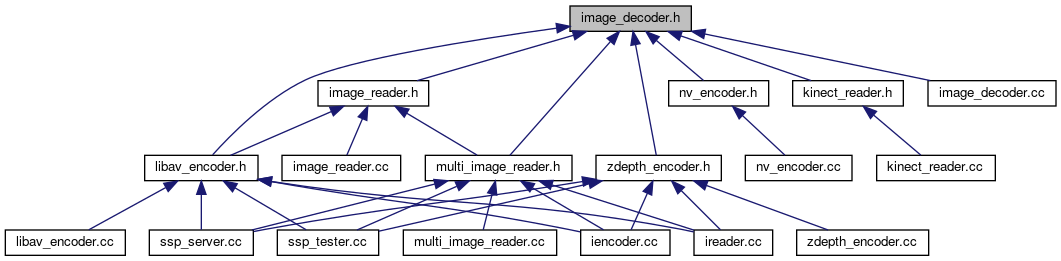 image_decoder.h
image_reader.h
nv_encoder.h
kinect_reader.h
image_decoder.cc
libav_encoder.h
image_reader.cc
multi_image_reader.h
zdepth_encoder.h
nv_encoder.cc
kinect_reader.cc
libav_encoder.cc
ssp_server.cc
ssp_tester.cc
multi_image_reader.cc
iencoder.cc
ireader.cc
zdepth_encoder.cc